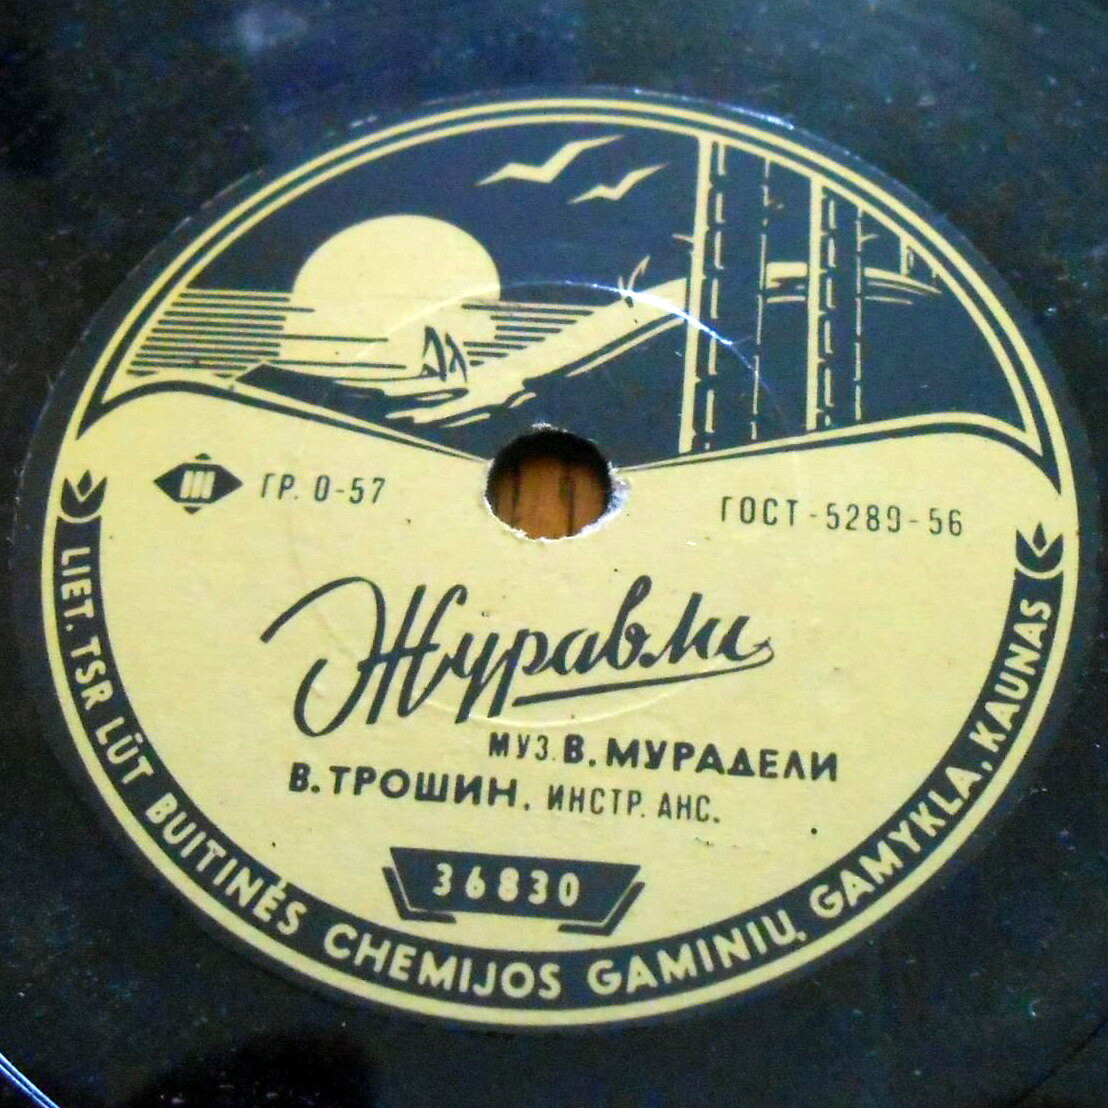 Ш
ГР. 0-57
ГОСТ-5289-56
Журавли
МУЗ. В. МУРАДЕЛИ
В. ТРОШИН. ИНСТР. АНС.
36830
LIET. TSR LŪT BUITINĖS CHEMIJOS GAMINIŲ GAMYKLA, KAUNAS